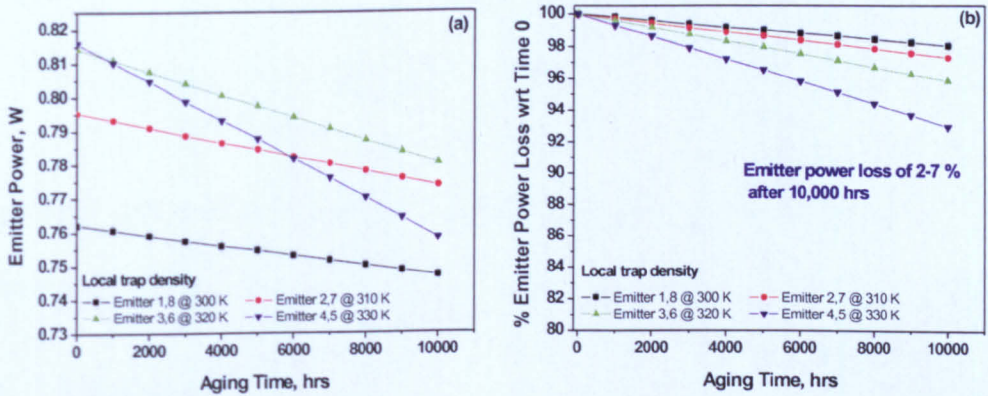 (a)
0.82
0.81
0.80
0.79
0.78
0.77
0.76
0.75
0.74
0.73
Emitter Power, W
Local trap density
Emitter 1,8 @ 300 K
Emitter 2,7 @ 310 K
Emitter 3,6 @ 320 K
Emitter 4,5 @ 330 K
0 2000 4000 6000 8000 10000
Aging Time, hrs
(b)
100
98
96
94
92
90
88
86
84
82
80
% Emitter Power Loss wrt Time 0
Emitter power loss of 2-7 %
after 10,000 hrs
Local trap density
Emitter 1,8 @ 300 K
Emitter 2,7 @ 310 K
Emitter 3,6 @ 320 K
Emitter 4,5 @ 330 K
0 2000 4000 6000 8000 10000
Aging Time, hrs